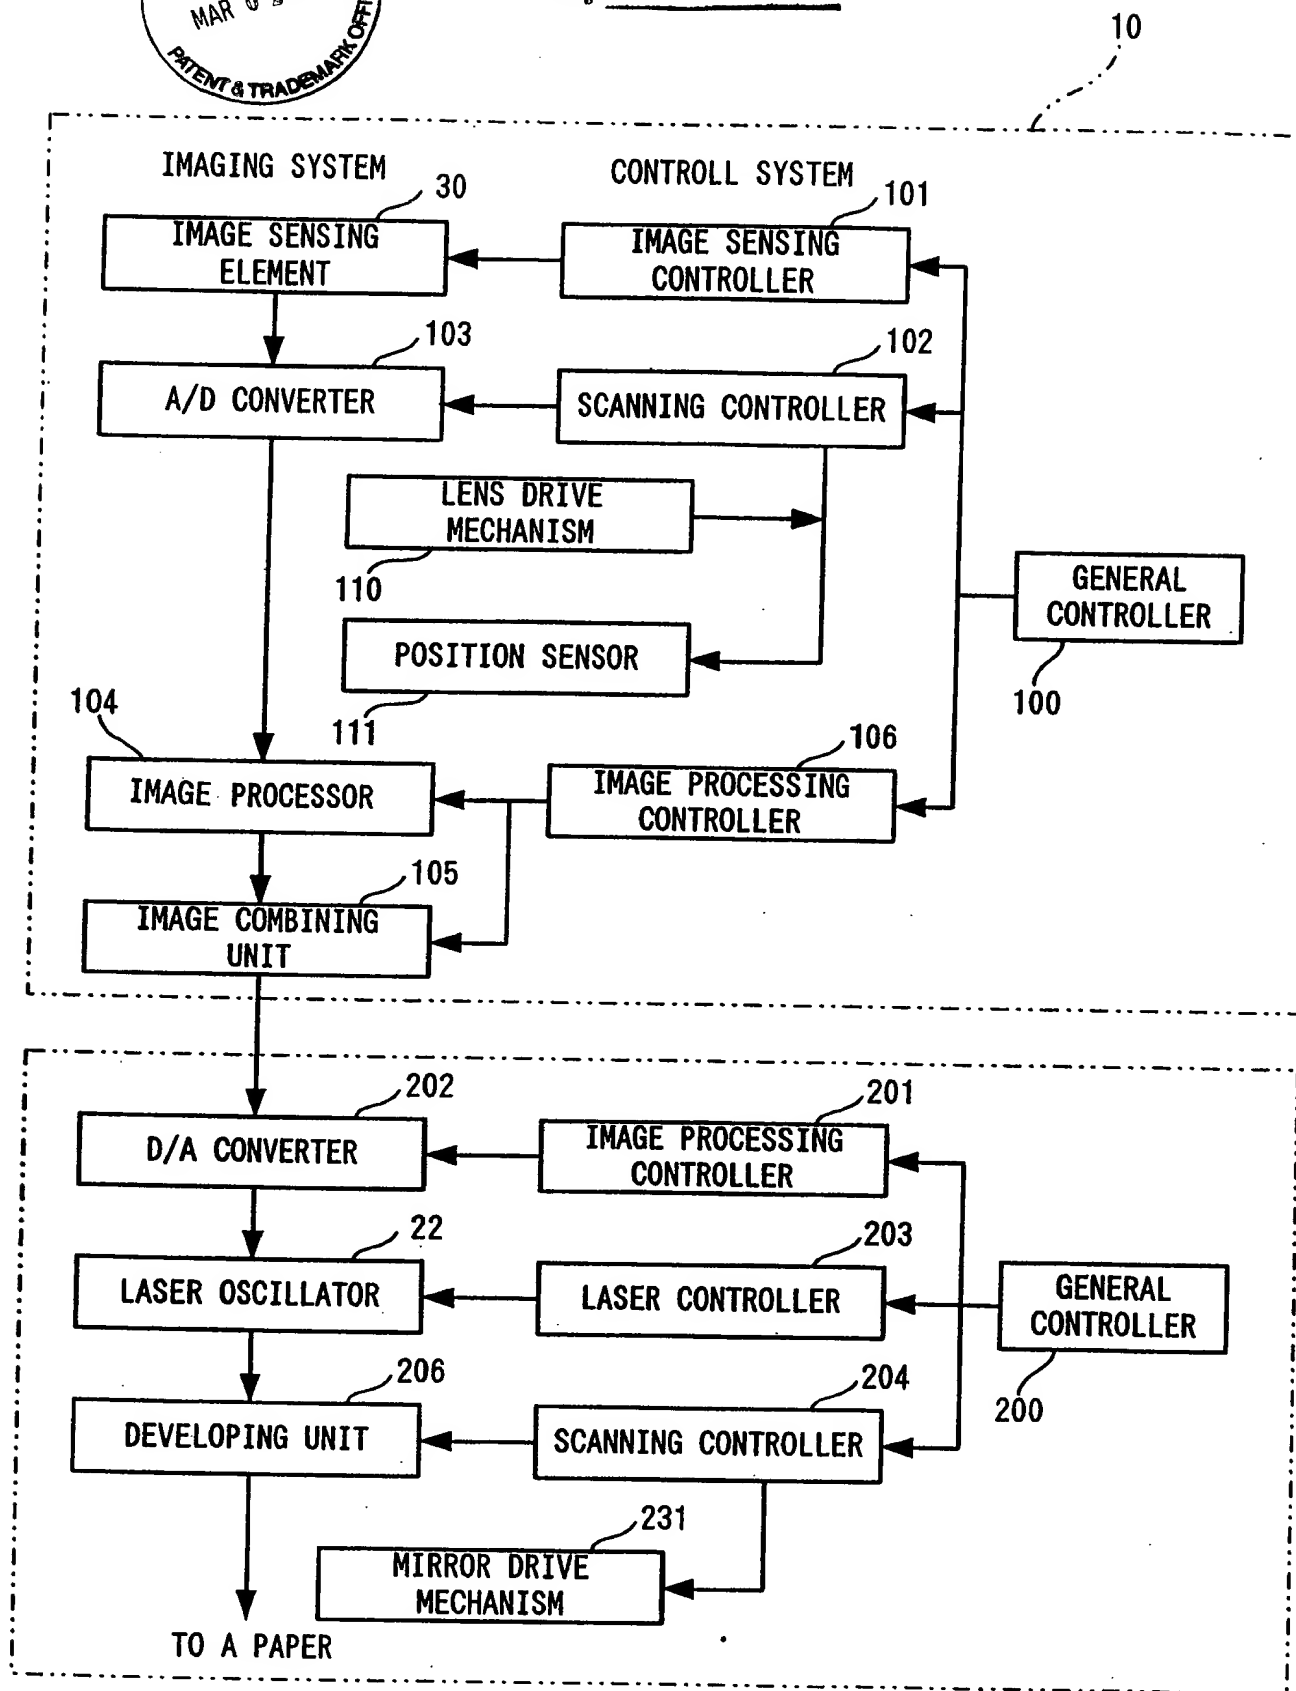 MAR 0
PATENT & TRADEMARK OFFI
10
IMAGING SYSTEM
CONTROLL SYSTEM
30
101
IMAGE SENSING
ELEMENT
IMAGE SENSING
CONTROLLER
103
102
A/D CONVERTER
SCANNING CONTROLLER
LENS DRIVE
MECHANISM
110
GENERAL
CONTROLLER
100
POSITION SENSOR
111
104
106
IMAGE PROCESSOR
IMAGE PROCESSING
CONTROLLER
105
IMAGE COMBINING
UNIT
202
201
D/A CONVERTER
IMAGE PROCESSING
CONTROLLER
22
203
LASER OSCILLATOR
LASER CONTROLLER
GENERAL
CONTROLLER
200
206
204
DEVELOPING UNIT
SCANNING CONTROLLER
231
MIRROR DRIVE
MECHANISM
TO A PAPER